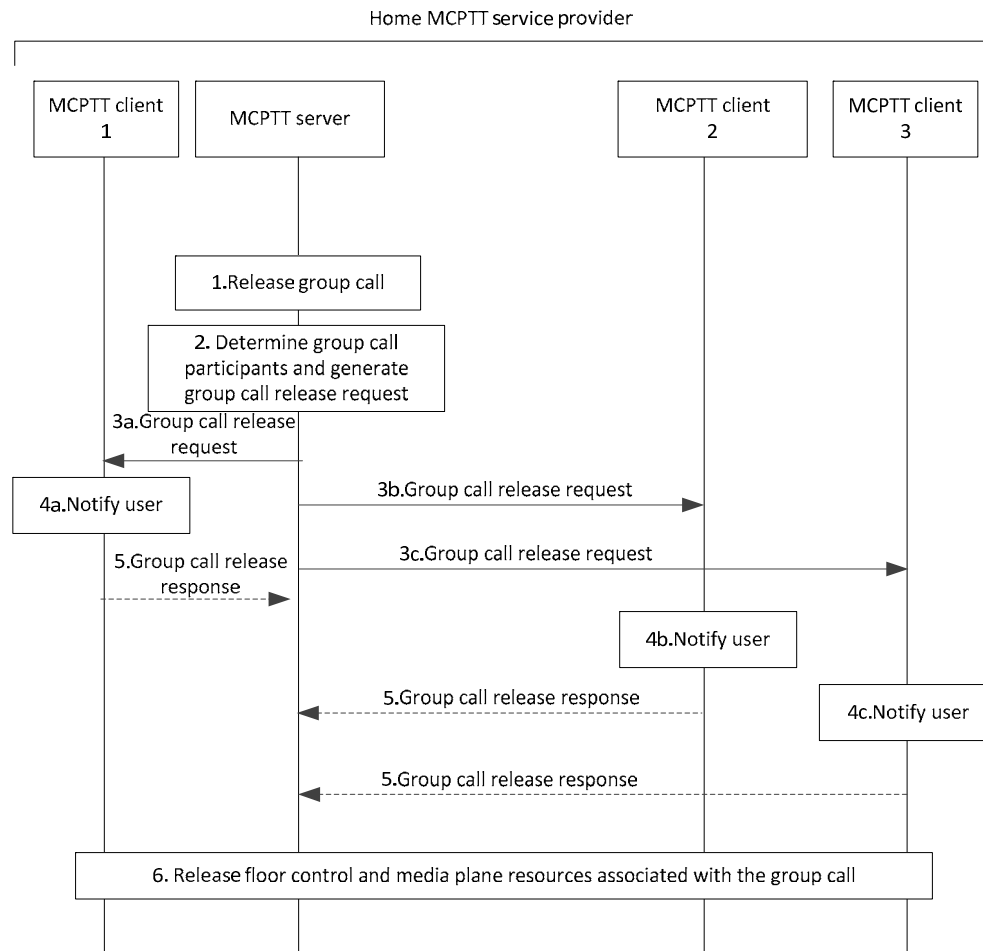 Home MCPTT service provider
MCPTT client
1
MCPTT server
MCPTT client
2
MCPTT client
3
1.Release group call
2. Determine group call
participants and generate
group call release request
3a.Group call release
request
4a.Notify user
3b.Group call release request
5.Group call release
response
3c.Group call release request
4b.Notify user
5.Group call release response
4c.Notify user
5.Group call release response
6. Release floor control and media plane resources associated with the group call